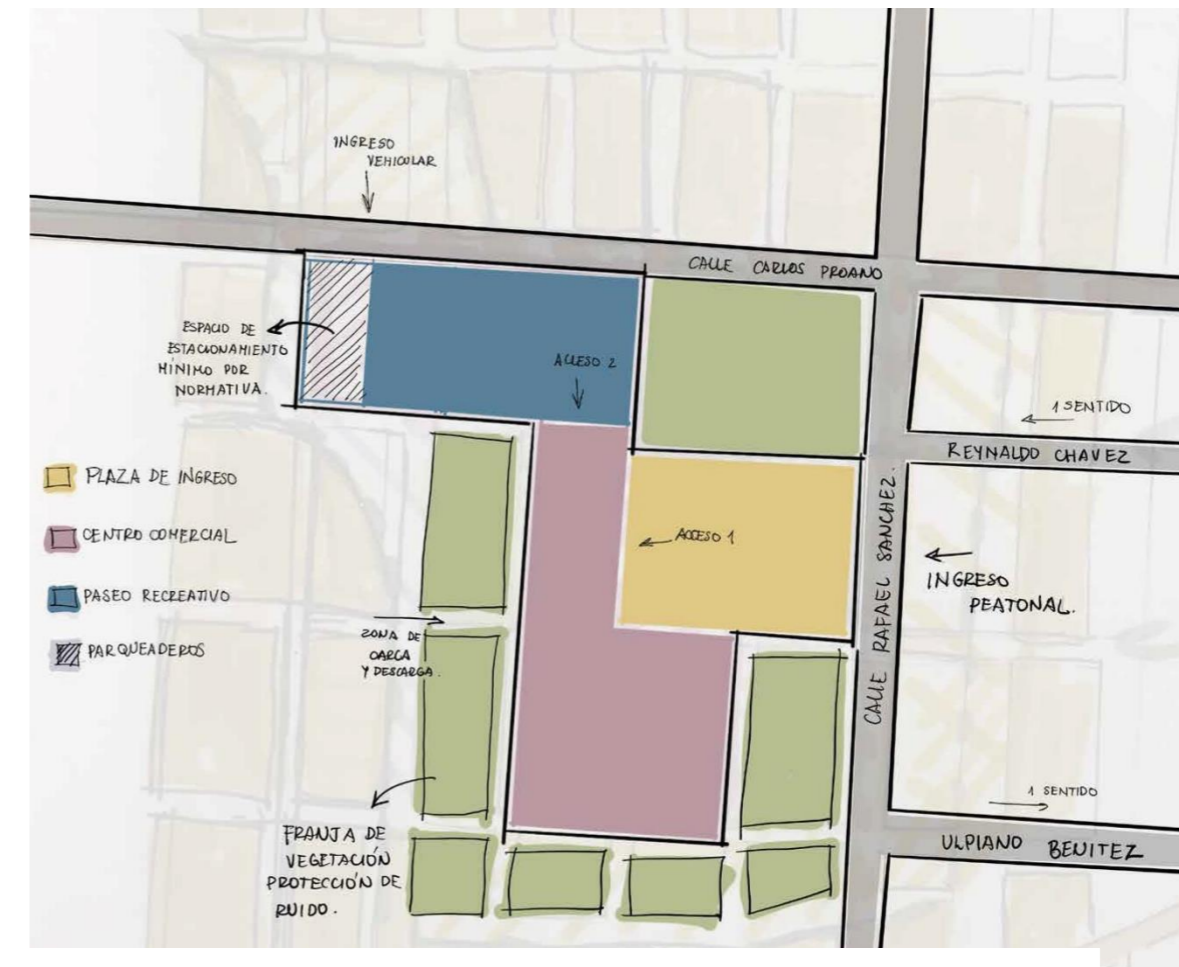 INGRESO
VEHICULAR
CALLE CARLOS PROAÑO
ESPACIO DE
ESTACIONAMIENTO
MÍNIMO POR
NORMATIVA.
ACCESO 2
1 SENTIDO
REYNALDO CHAVEZ
PLAZA DE INGRESO
CENTRO COMERCIAL
PASEO RECREATIVO
PARQUEADEROS
ACCESO 1
CALLE RAFAEL SANCHEZ.
INGRESO
PEATONAL.
ZONA DE
CARGA
Y DESCARGA.
1 SENTIDO
ULPIANO BENITEZ
FRANJA DE
VEGETACIÓN
PROTECCIÓN DE
RUIDO.